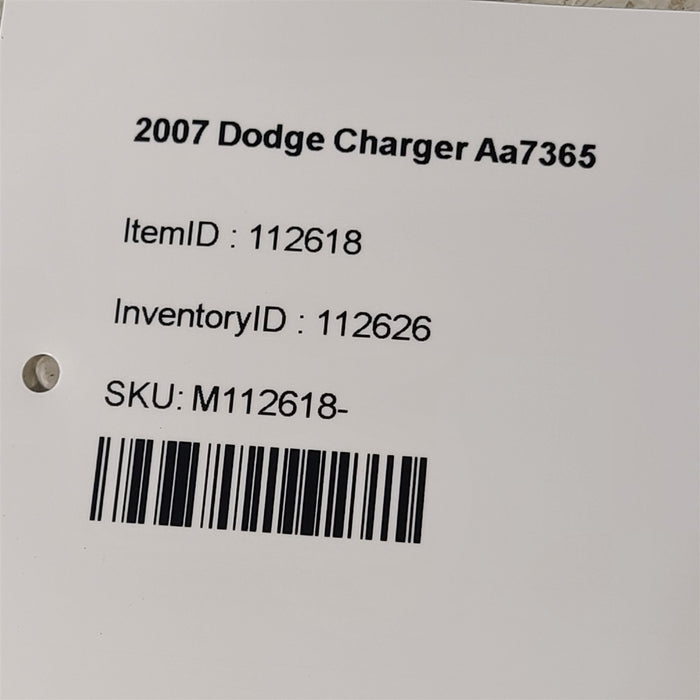 2007 Dodge Charger Aa7365
ItemID : 112618
InventoryID : 112626
SKU: M112618-